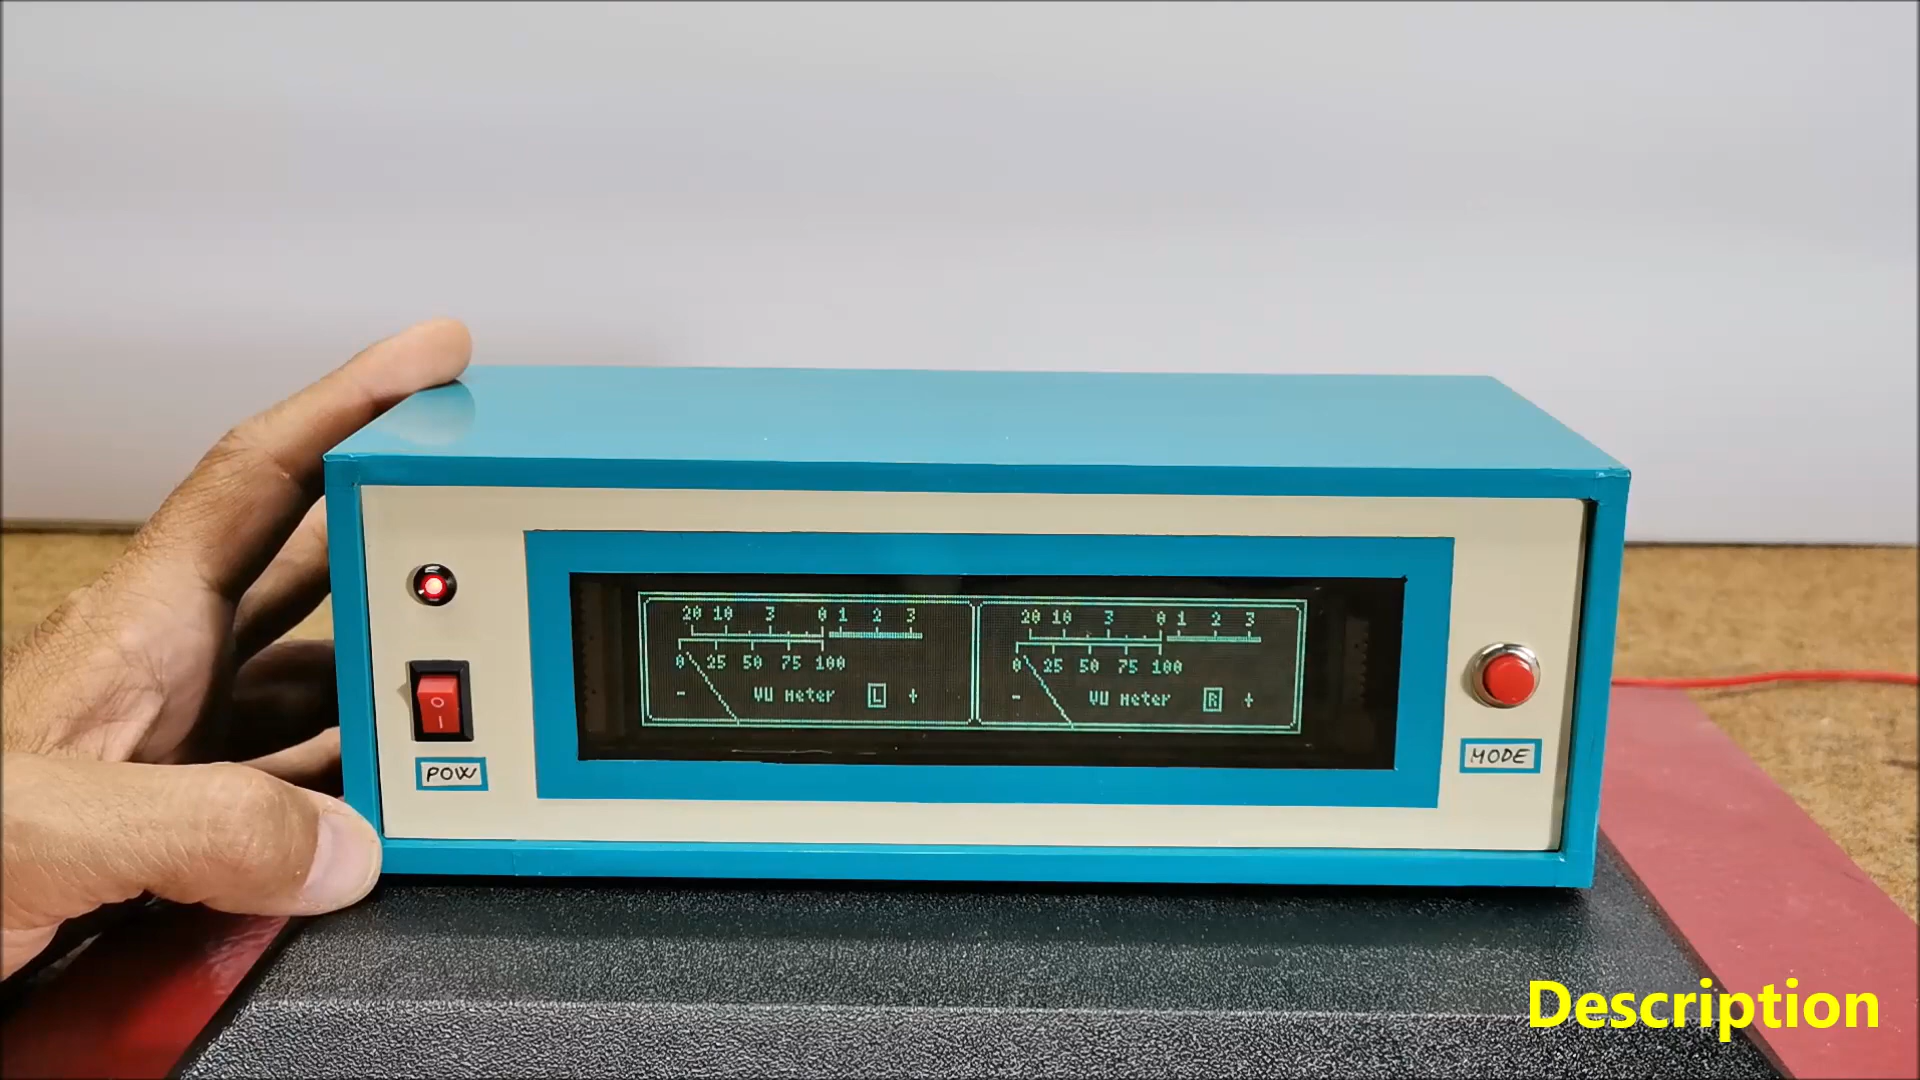 20 10 3 0 1 2 3
0 25 50 75 100
- VU meter L +
20 10 3 0 1 2 3
0 25 50 75 100
- VU meter R +
O
I
POW
MODE
Description